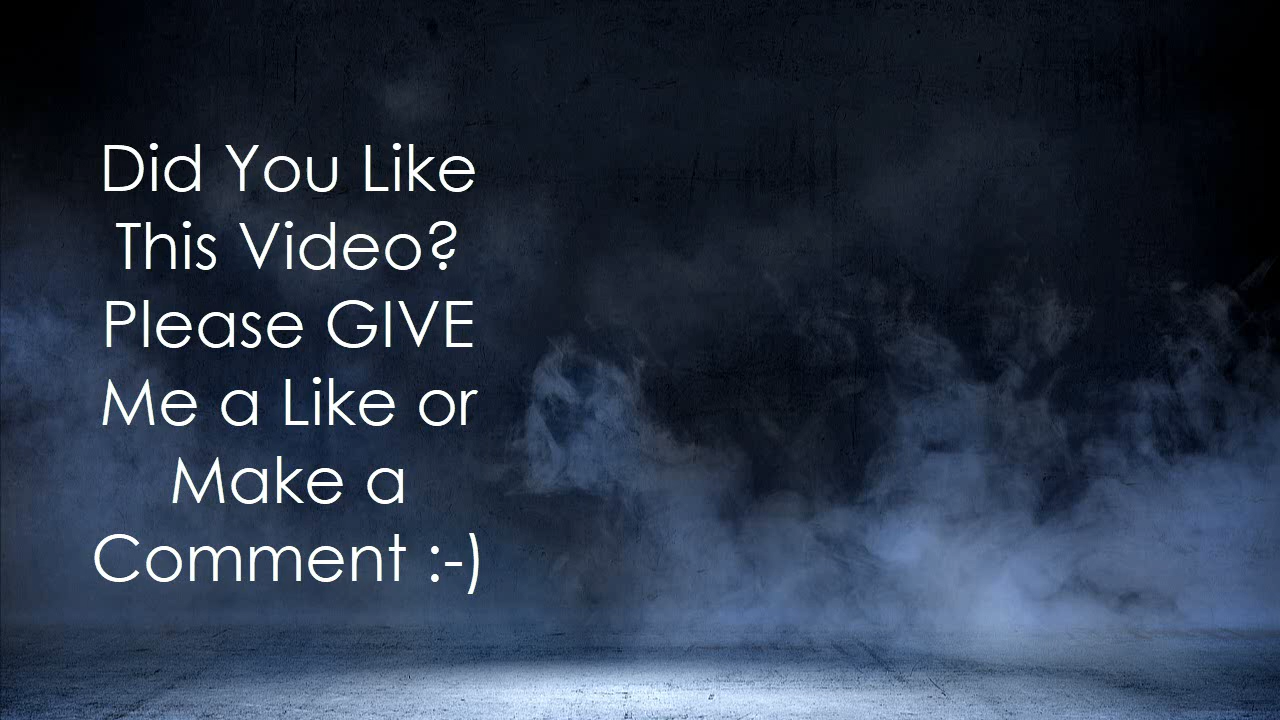 Did You Like
This Video?
Please GIVE
Me a Like or
Make a
Comment :-)